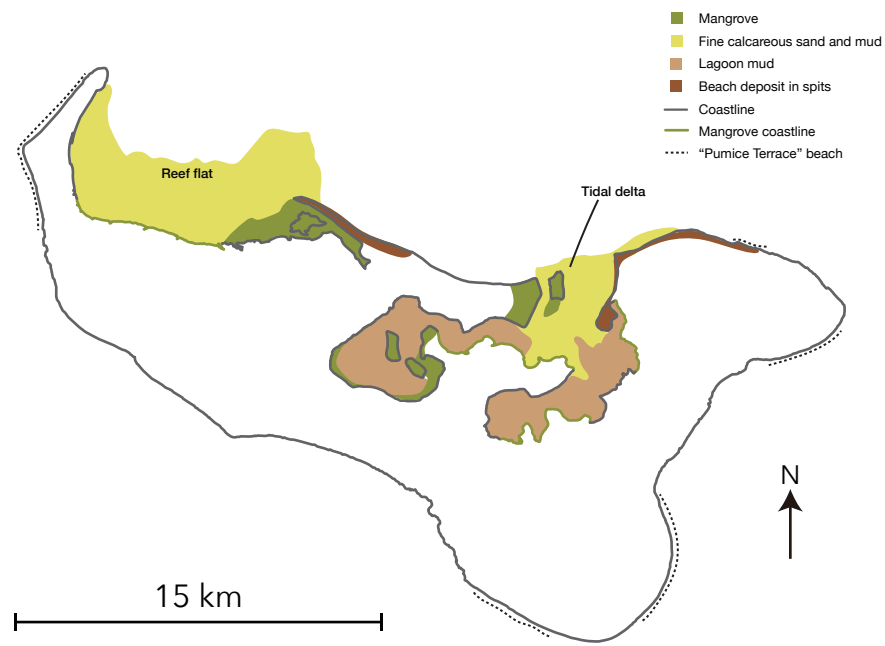 Mangrove
Fine calcareous sand and mud
Lagoon mud
Beach deposit in spits
Coastline
Mangrove coastline
“Pumice Terrace” beach
Reef flat
Tidal delta
N
15 km